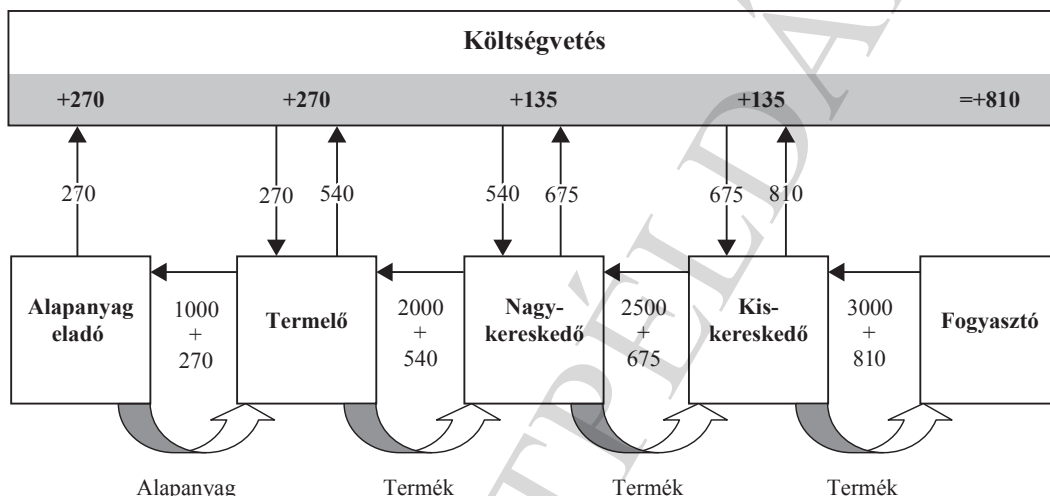 Költségvetés
+270 +270 +135 +135 =+810
270 270 540 540 675 675 810
Alapanyag
eladó
1000
+
270
Termelő
2000
+
540
Nagy-
kereskedő
2500
+
675
Kis-
kereskedő
3000
+
810
Fogyasztó
Alapanyag Termék Termék Termék